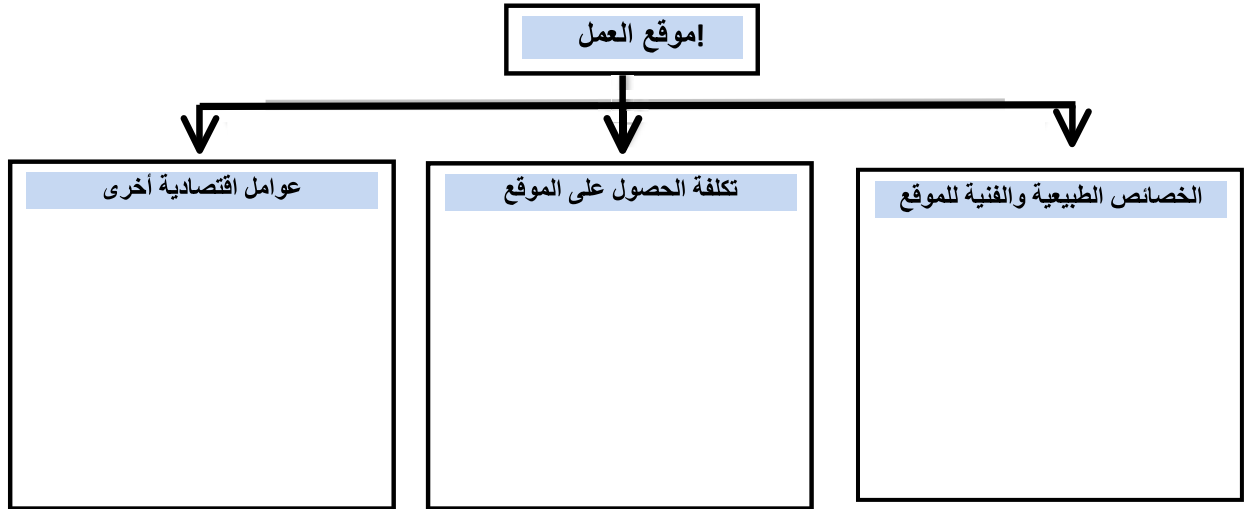 موقع العمل!
الخصائص الطبيعية والفنية للموقع
تكلفة الحصول على الموقع
عوامل اقتصادية أخرى